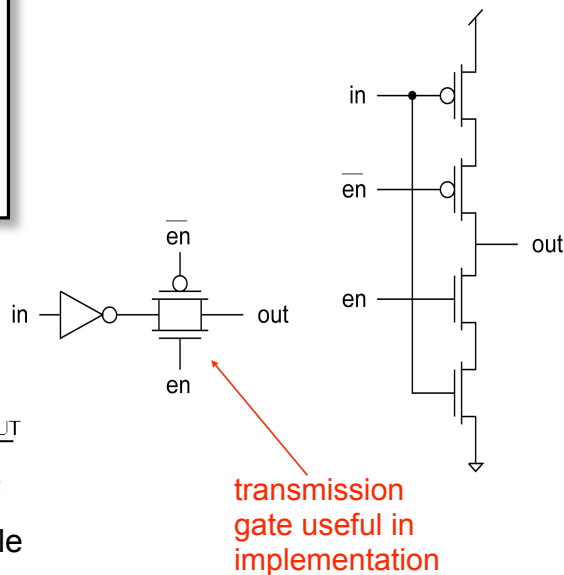 in
en
en
out
in
en
out
en
transmission
gate useful in
implementation